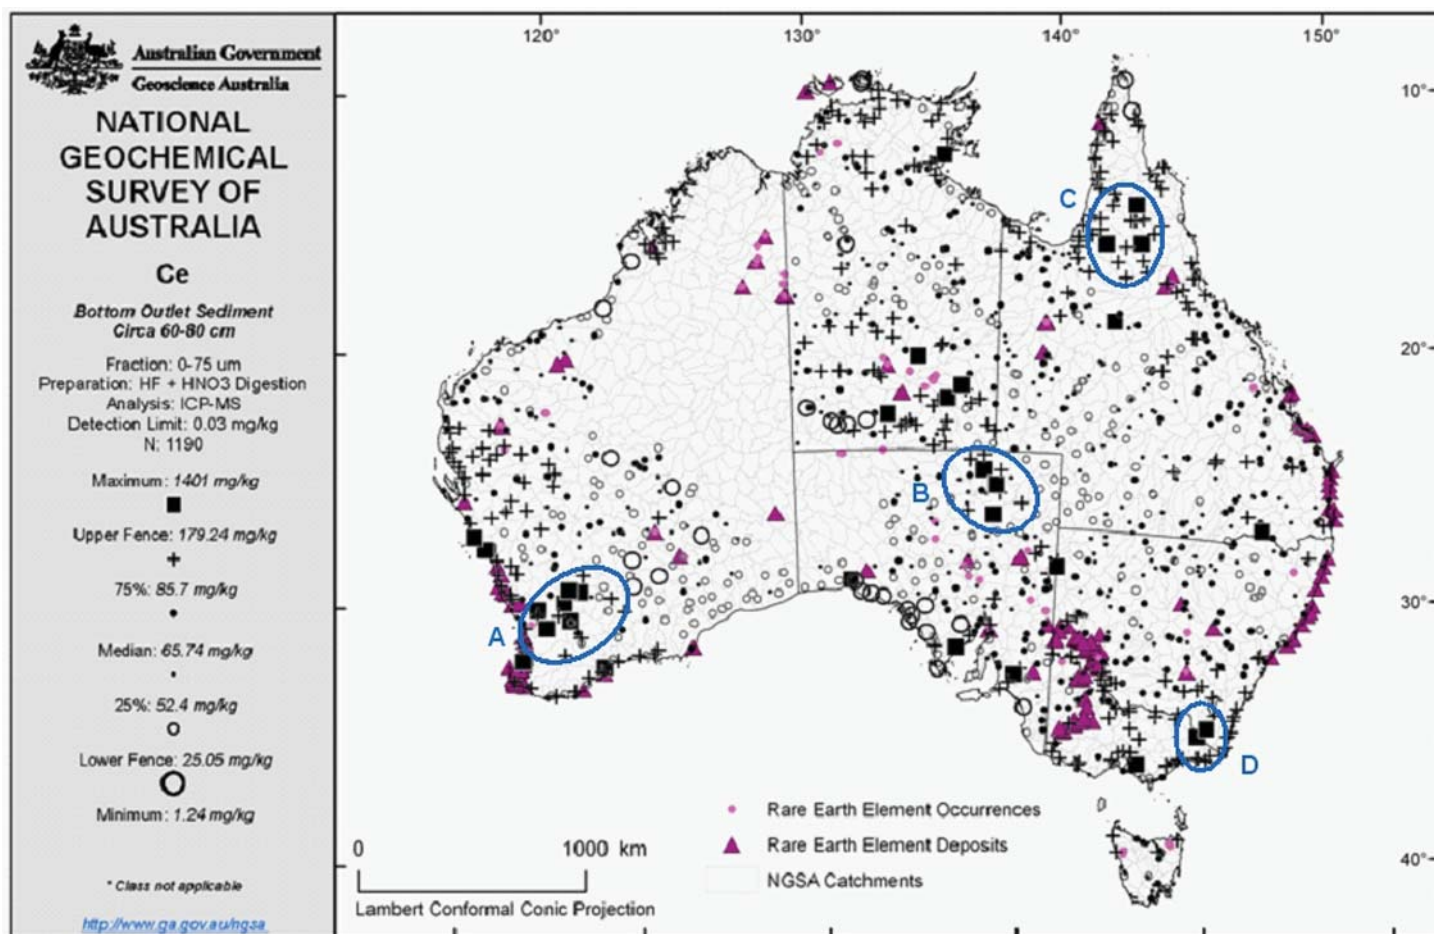 Australian Government
Geoscience Australia
NATIONAL
GEOCHEMICAL
SURVEY OF
AUSTRALIA
Ce
Bottom Outlet Sediment
Circa 60-80 cm
Fraction: 0-75 um
Preparation: HF + HNO3 Digestion
Analysis: ICP-MS
Detection Limit: 0.03 mg/kg
N: 1190
Maximum: 1401 mg/kg
Upper Fence: 179.24 mg/kg
75%: 85.7 mg/kg
Median: 65.74 mg/kg
25%: 52.4 mg/kg
Lower Fence: 25.05 mg/kg
Minimum: 1.24 mg/kg
* Class not applicable
http://www.ga.gov.au/ngsa
120°
130°
140°
150°
10°
20°
30°
40°
C
B
A
D
Rare Earth Element Occurrences
Rare Earth Element Deposits
NGSA Catchments
0
1000 km
Lambert Conformal Conic Projection